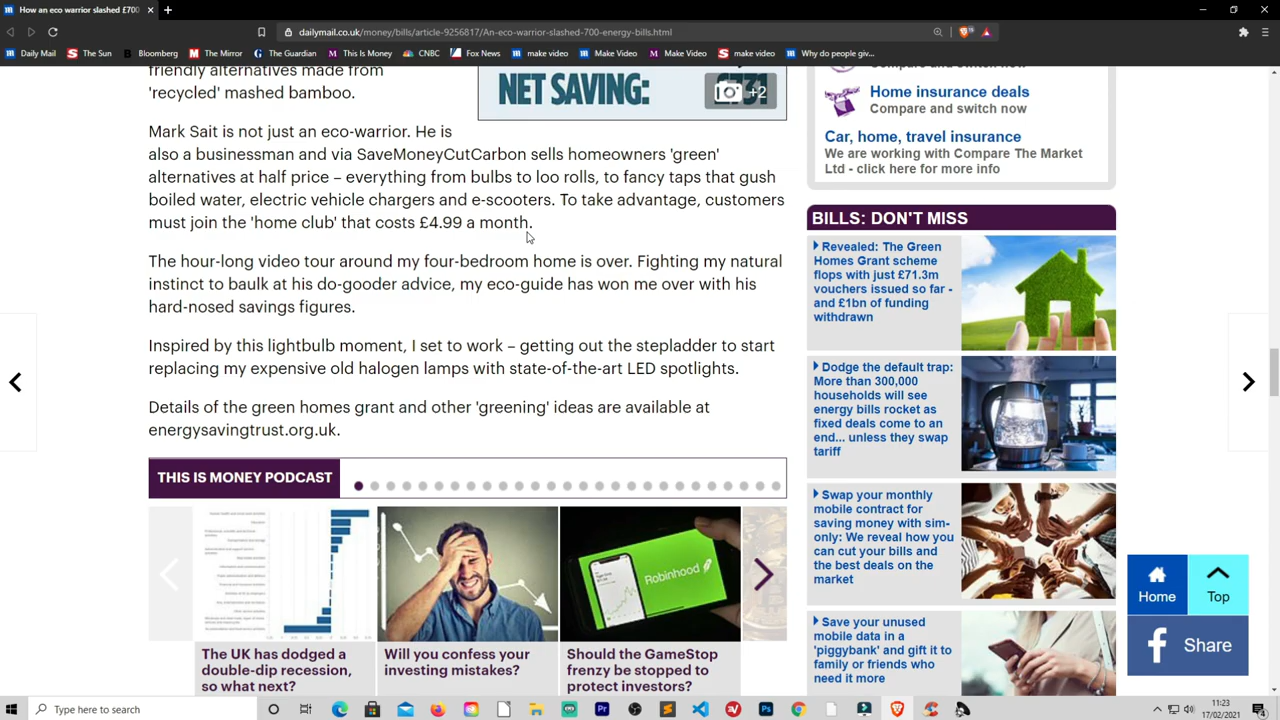 How an eco warrior slashed £700
dailymail.co.uk/money/bills/article-9256817/An-eco-warrior-slashed-700-energy-bills.html
Daily Mail
The Sun
Bloomberg
The Mirror
The Guardian
This Is Money
CNBC
Fox News
make video
Make Video
make video
Why do people giv...
friendly alternatives made from
'recycled' mashed bamboo.
NET SAVING:
+2
Mark Sait is not just an eco-warrior. He is
also a businessman and via SaveMoneyCutCarbon sells homeowners 'green'
alternatives at half price – everything from bulbs to loo rolls, to fancy taps that gush
boiled water, electric vehicle chargers and e-scooters. To take advantage, customers
must join the 'home club' that costs £4.99 a month.
The hour-long video tour around my four-bedroom home is over. Fighting my natural
instinct to baulk at his do-gooder advice, my eco-guide has won me over with his
hard-nosed savings figures.
Inspired by this lightbulb moment, I set to work – getting out the stepladder to start
replacing my expensive old halogen lamps with state-of-the-art LED spotlights.
Details of the green homes grant and other 'greening' ideas are available at
energysavingtrust.org.uk.
THIS IS MONEY PODCAST
The UK has dodged a
double-dip recession,
so what next?
Will you confess your
investing mistakes?
Should the GameStop
frenzy be stopped to
protect investors?
Compare and switch now
Home insurance deals
Compare and switch now
Car, home, travel insurance
We are working with Compare The Market
Ltd - click here for more info
BILLS: DON'T MISS
Revealed: The Green
Homes Grant scheme
flops with just £71.3m
vouchers issued so far -
and £1bn of funding
withdrawn
Dodge the default trap:
More than 300,000
households will see
energy bills rocket as
fixed deals come to an
end... unless they swap
tariff
Swap your monthly
mobile contract for
saving money with sim-
only: We reveal how you
can cut your bills and
the best deals on the
market
Save your unused
mobile data in a
'piggybank' and gift it to
family or friends who
need it more
Home
Top
Share
Type here to search
11:23
17/02/2021